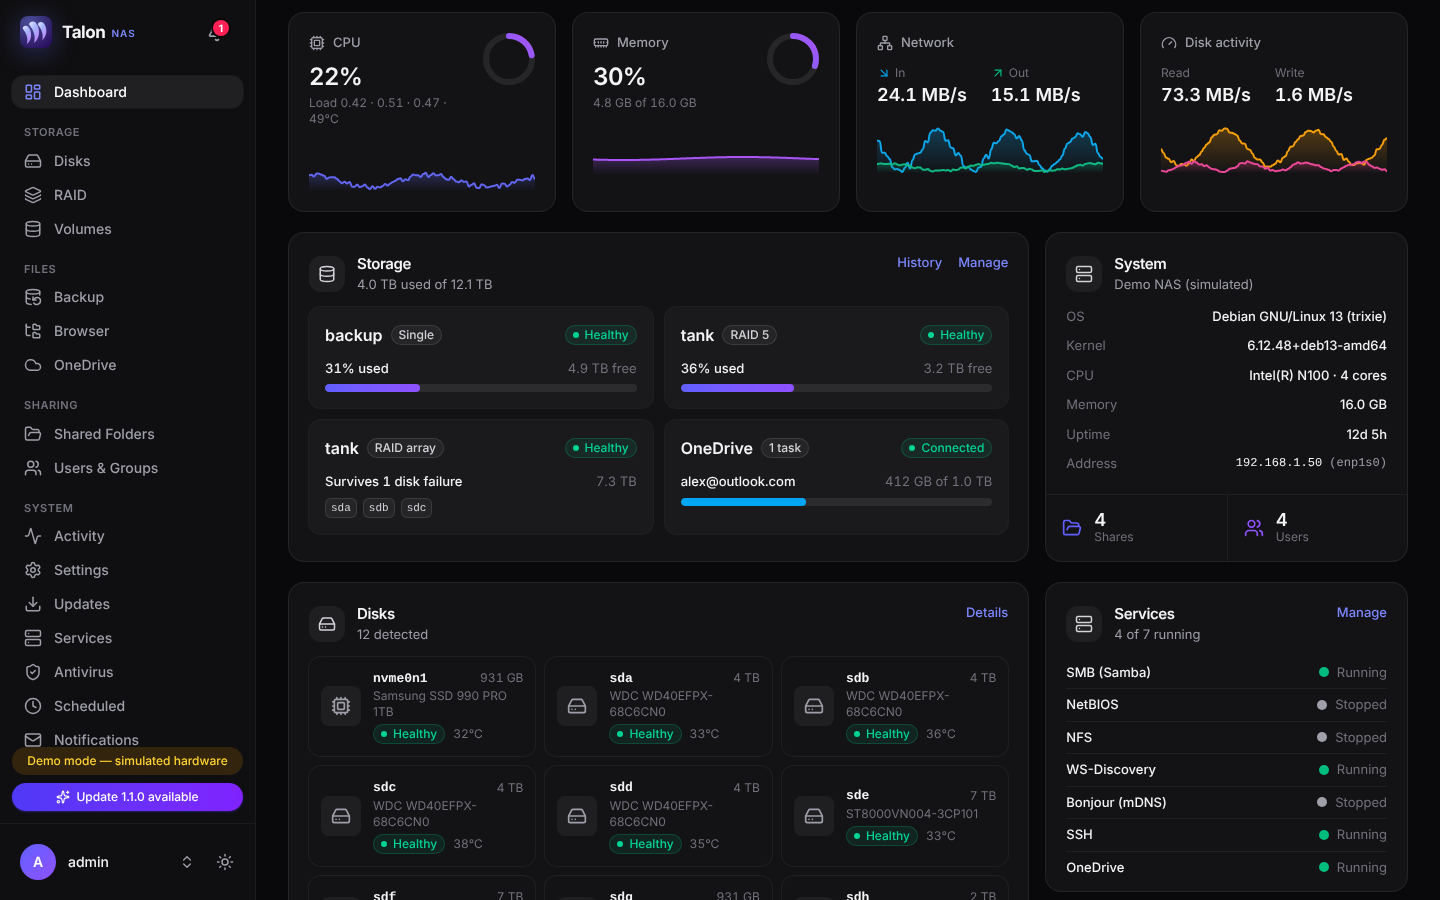 Talon NAS
1
Dashboard
STORAGE
Disks
RAID
Volumes
FILES
Backup
Browser
OneDrive
SHARING
Shared Folders
Users & Groups
SYSTEM
Activity
Settings
Updates
Services
Antivirus
Scheduled
Notifications
Demo mode — simulated hardware
Update 1.1.0 available
A admin
CPU
22%
Load 0.42 · 0.51 · 0.47 ·
49°C
Memory
30%
4.8 GB of 16.0 GB
Network
In Out
24.1 MB/s 15.1 MB/s
Disk activity
Read Write
73.3 MB/s 1.6 MB/s
Storage
4.0 TB used of 12.1 TB
History Manage
backup Single Healthy
31% used 4.9 TB free
tank RAID 5 Healthy
36% used 3.2 TB free
tank RAID array Healthy
Survives 1 disk failure 7.3 TB
sda sdb sdc
OneDrive 1 task Connected
alex@outlook.com 412 GB of 1.0 TB
System
Demo NAS (simulated)
OS Debian GNU/Linux 13 (trixie)
Kernel 6.12.48+deb13-amd64
CPU Intel(R) N100 · 4 cores
Memory 16.0 GB
Uptime 12d 5h
Address 192.168.1.50 (enp1s0)
4
Shares
4
Users
Disks
12 detected
Details
nvme0n1 931 GB
Samsung SSD 990 PRO
1TB
Healthy 32°C
sda 4 TB
WDC WD40EFPX-
68C6CN0
Healthy 33°C
sdb 4 TB
WDC WD40EFPX-
68C6CN0
Healthy 36°C
sdc 4 TB
WDC WD40EFPX-
68C6CN0
Healthy 38°C
sdd 4 TB
WDC WD40EFPX-
68C6CN0
Healthy 35°C
sde 7 TB
ST8000VN004-3CP101
Healthy 33°C
sdf 7 TB
sdg 931 GB
sdh 2 TB
Services
4 of 7 running
Manage
SMB (Samba) Running
NetBIOS Stopped
NFS Stopped
WS-Discovery Running
Bonjour (mDNS) Stopped
SSH Running
OneDrive Running